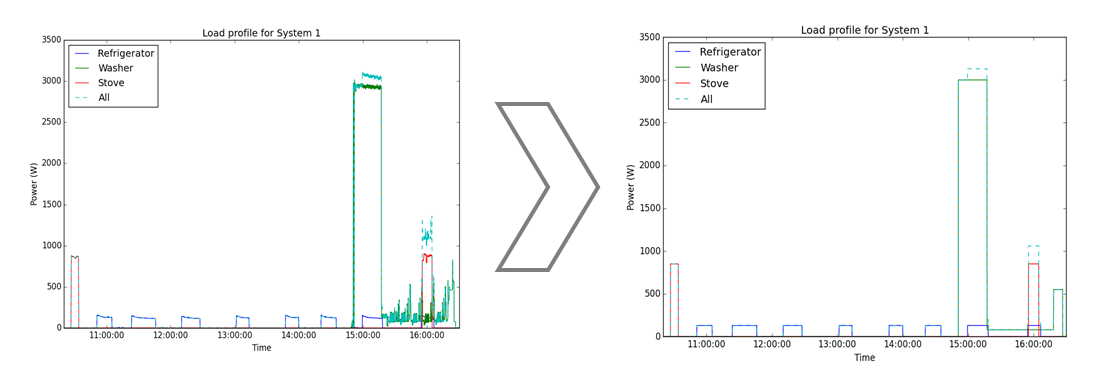 Load profile for System 1
3500
3000
2500
2000
1500
1000
500
0
Power (W)
Refrigerator
Washer
Stove
All
11:00:00 12:00:00 13:00:00 14:00:00 15:00:00 16:00:00
Time
Load profile for System 1
3500
3000
2500
2000
1500
1000
500
0
Power (W)
Refrigerator
Washer
Stove
All
11:00:00 12:00:00 13:00:00 14:00:00 15:00:00 16:00:00
Time